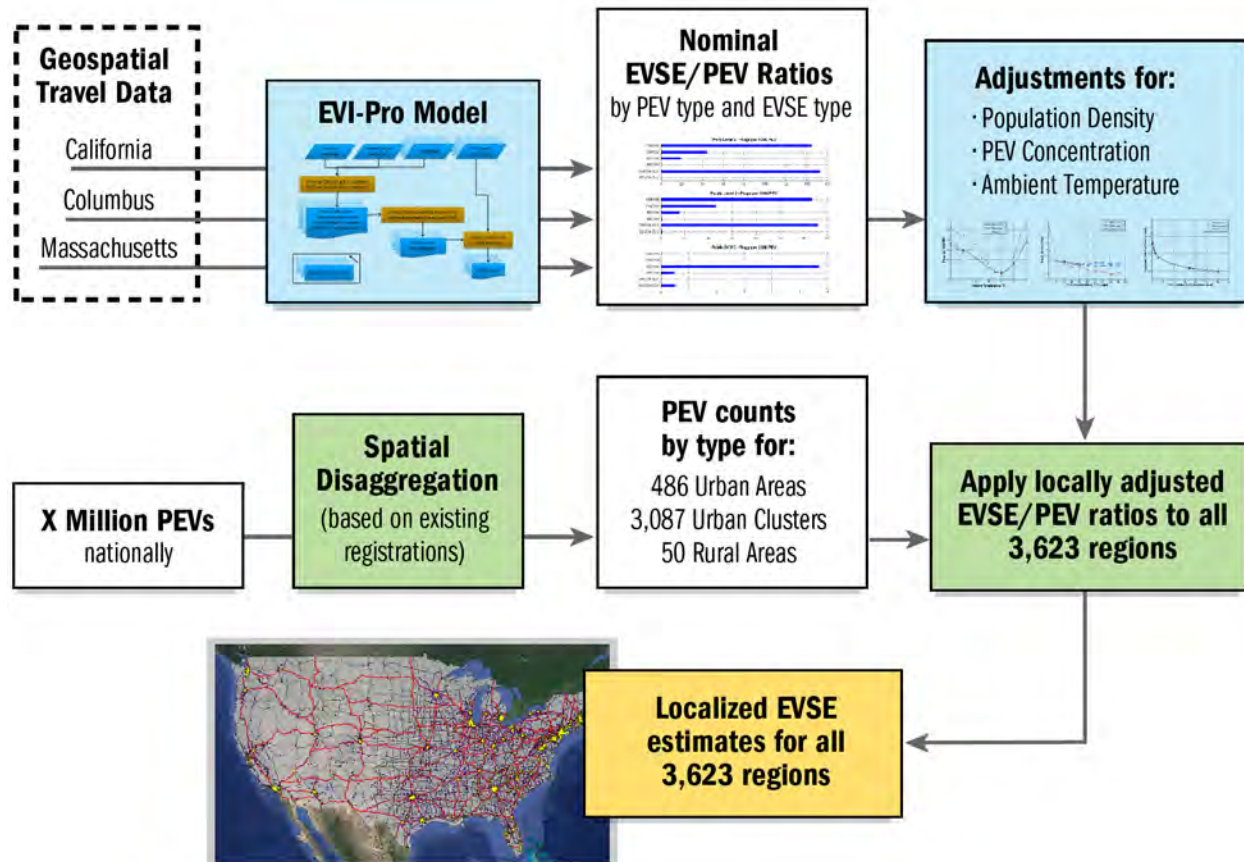 Geospatial
Travel Data
California
Columbus
Massachusetts
EVI-Pro Model
Nominal
EVSE/PEV Ratios
by PEV type and EVSE type
Adjustments for:
· Population Density
· PEV Concentration
· Ambient Temperature
X Million PEVs
nationally
Spatial
Disaggregation
(based on existing
registrations)
PEV counts
by type for:
486 Urban Areas
3,087 Urban Clusters
50 Rural Areas
Apply locally adjusted
EVSE/PEV ratios to all
3,623 regions
Localized EVSE
estimates for all
3,623 regions